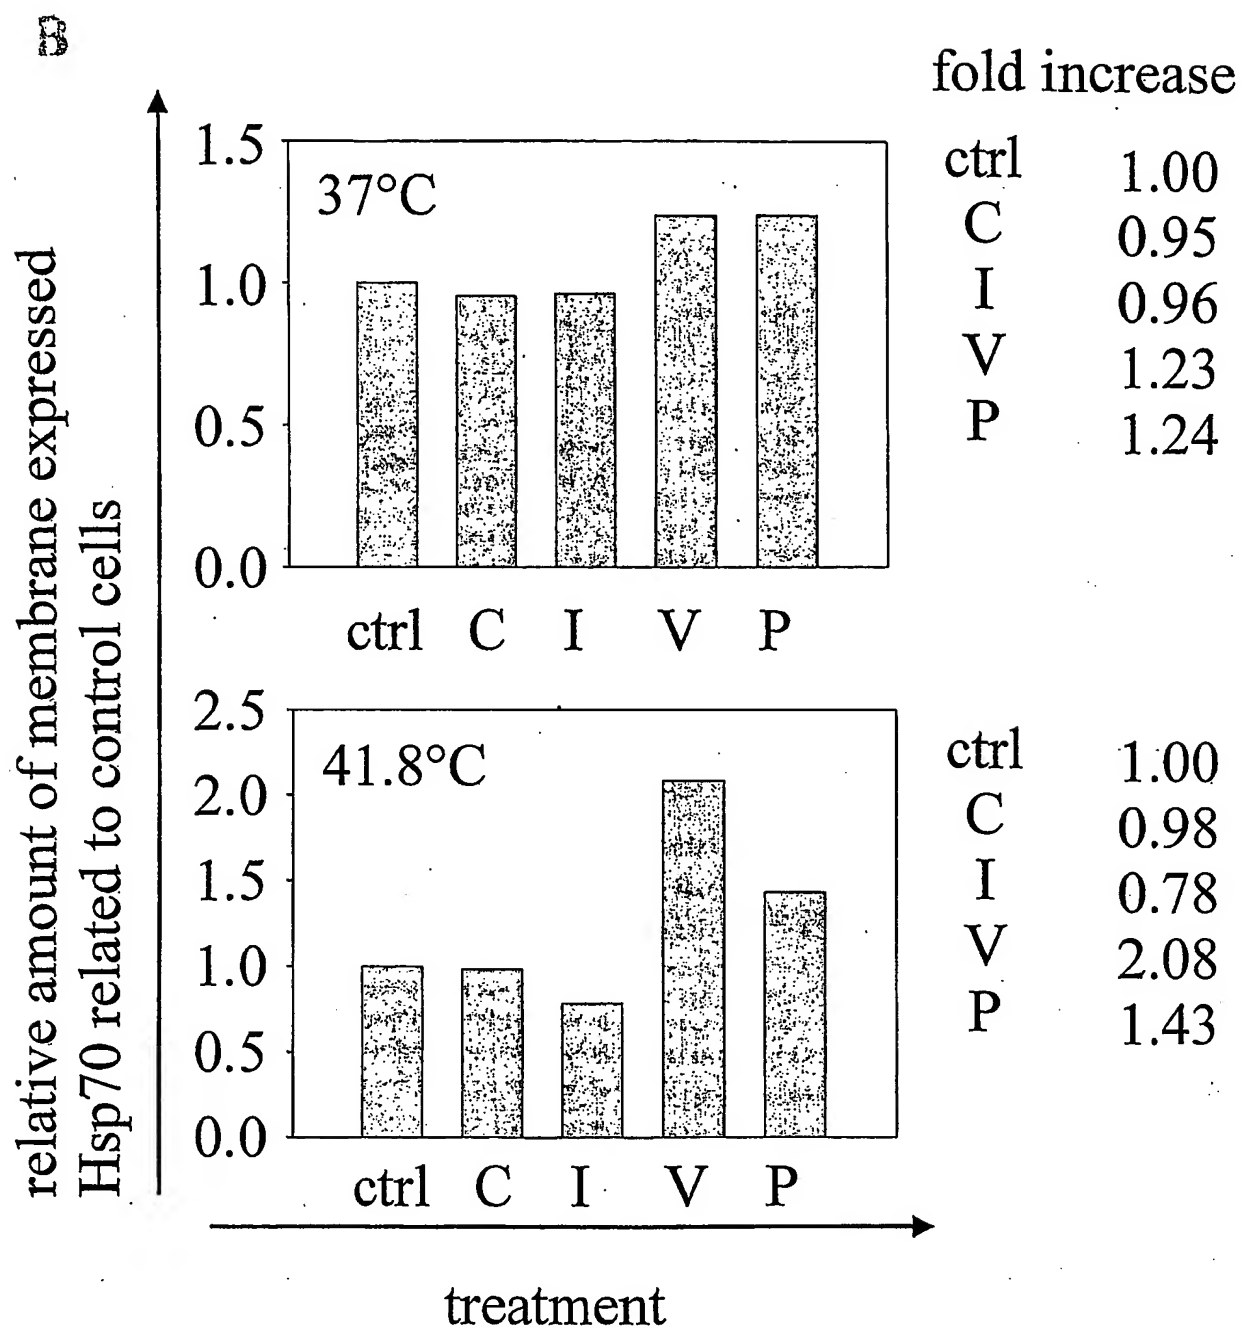 B
fold increase
relative amount of membrane expressed
Hsp70 related to control cells
1.5
1.0
0.5
0.0
37°C
ctrl C I V P
ctrl 1.00
C 0.95
I 0.96
V 1.23
P 1.24
2.5
2.0
1.5
1.0
0.5
0.0
41.8°C
ctrl C I V P
ctrl 1.00
C 0.98
I 0.78
V 2.08
P 1.43
treatment